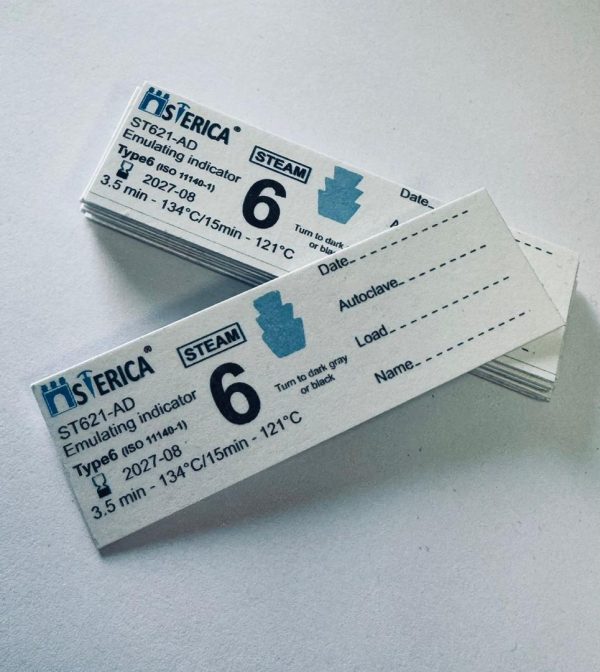 STERICA®
ST621-AD
Emulating indicator
Type6 (ISO 11140-1)
2027-08
3.5 min - 134°C/15min - 121°C
STEAM
6
Turn to dark
or black
Date
A
STERICA®
ST621-AD
Emulating indicator
Type6 (ISO 11140-1)
2027-08
3.5 min - 134°C/15min - 121°C
STEAM
6
Turn to dark gray
or black
Date
Autoclave
Load
Name